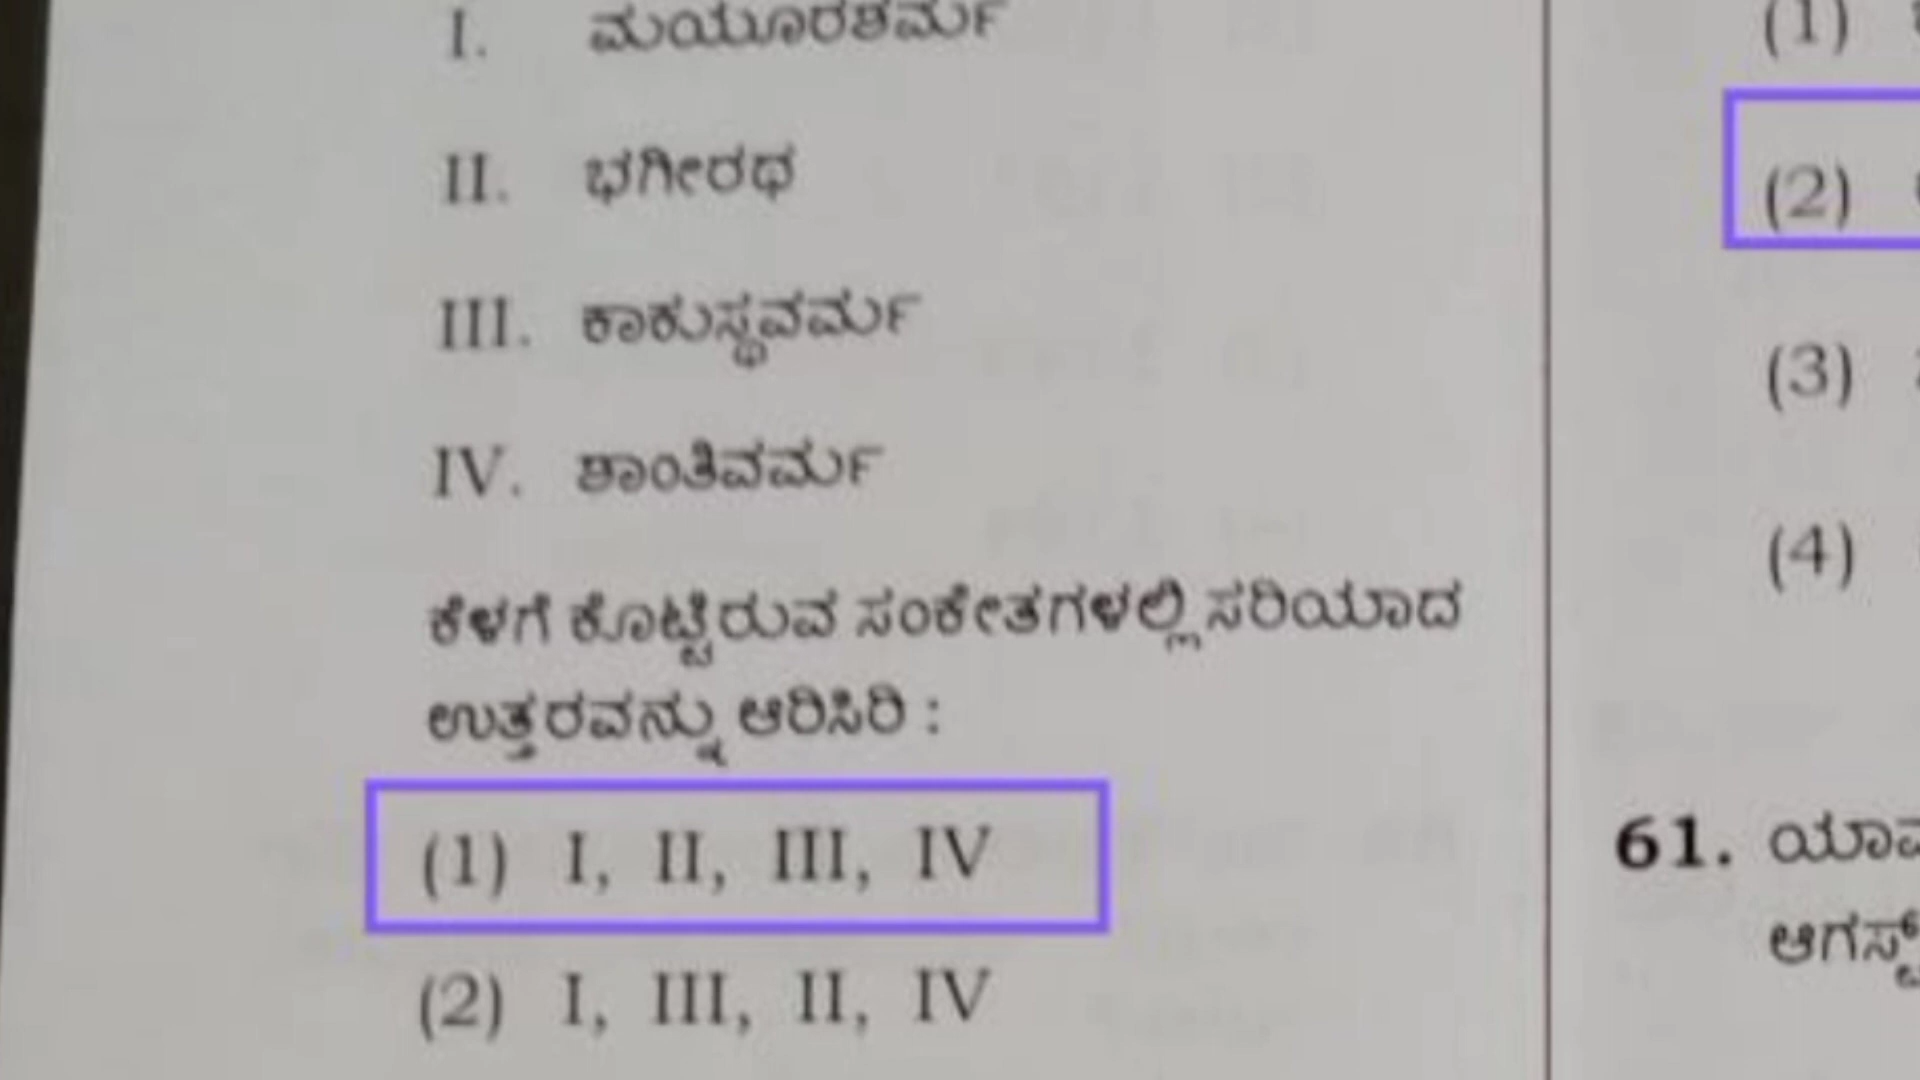 I. ಮಯೂರಶರ್ಮ
II. ಭಗೀರಥ
III. ಕಾಕುಸ್ಥವರ್ಮ
IV. ಶಾಂತಿವರ್ಮ
ಕೆಳಗೆ ಕೊಟ್ಟಿರುವ ಸಂಕೇತಗಳಲ್ಲಿ ಸರಿಯಾದ
ಉತ್ತರವನ್ನು ಆರಿಸಿರಿ :
(1) I, II, III, IV
(2) I, III, II, IV
(1)
(2)
(3)
(4)
61.